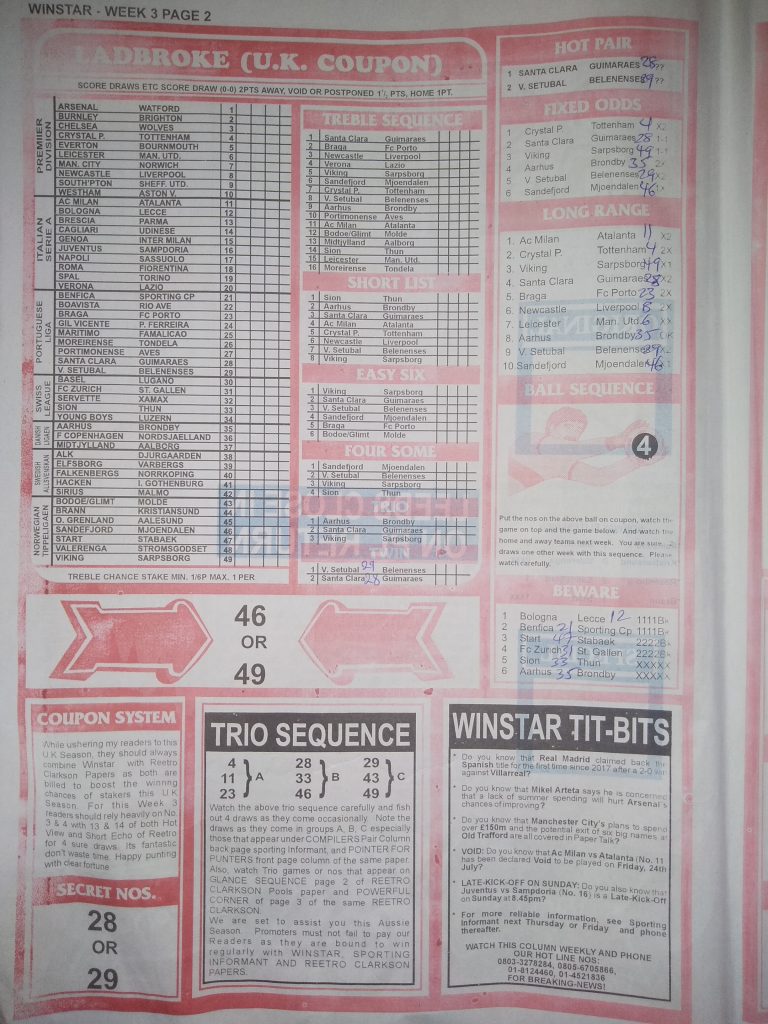 WINSTAR - WEEK 3 PAGE 2
LADBROKE (U.K. COUPON)
SCORE DRAWS ETC SCORE DRAW (0-0) 2PTS AWAY, VOID OR POSTPONED 1½ PTS, HOME 1PT.
PREMIER DIVISION
ARSENAL WATFORD 1
BURNLEY BRIGHTON 2
CHELSEA WOLVES 3
CRYSTAL P. TOTTENHAM 4
EVERTON BOURNMOUTH 5
LEICESTER MAN. UTD. 6
MAN. CITY NORWICH 7
NEWCASTLE LIVERPOOL 8
SOUTH'PTON SHEFF. UTD. 9
WESTHAM ASTON V. 10
ITALIAN SERIE A
AC MILAN ATALANTA 11
BOLOGNA LECCE 12
BRESCIA PARMA 13
CAGLIARI UDINESE 14
GENOA INTER MILAN 15
JUVENTUS SAMPDORIA 16
NAPOLI SASSUOLO 17
ROMA FIORENTINA 18
SPAL TORINO 19
VERONA LAZIO 20
PORTUGUESE LIGA
BENFICA SPORTING CP 21
BOAVISTA RIO AVE 22
BRAGA FC PORTO 23
GIL VICENTE P. FERREIRA 24
MARITIMO FAMALICAO 25
MOREIRENSE TONDELA 26
PORTIMONENSE AVES 27
SANTA CLARA GUIMARAES 28
V. SETUBAL BELENENSES 29
SWISS LEAGUE
BASEL LUGANO 30
FC ZURICH ST. GALLEN 31
SERVETTE XAMAX 32
SION THUN 33
YOUNG BOYS LUZERN 34
DANISH LIGAEN
AARHUS BRONDBY 35
F COPENHAGEN NORDSJAELLAND 36
MIDTJYLLAND AALBORG 37
SWEDISH ALLSVENSKAN
ALK DJURGAARDEN 38
ELFSBORG VARBERGS 39
FALKENBERGS NORRKOPING 40
HACKEN I. GOTHENBURG 41
SIRIUS MALMO 42
NORWEGIAN TIPPELIGAEN
BODOE/GLIMT MOLDE 43
BRANN KRISTIANSUND 44
O. GRENLAND AALESUND 45
SANDEFJORD MJOENDALEN 46
START STABAEK 47
VALERENGA STROMSGODSET 48
VIKING SARPSBORG 49
TREBLE CHANCE STAKE MIN. 1/6P MAX. 1 PER
TREBLE SEQUENCE
1 Santa Clara Guimaraes
2 Braga Fc Porto
3 Newcastle Liverpool
4 Verona Lazio
5 Viking Sarpsborg
6 Sandefjord Mjoendalen
7 Crystal P. Tottenham
8 V. Setubal Belenenses
9 Aarhus Brondby
10 Portimonense Aves
11 Ac Milan Atalanta
12 Bodoe/Glimt Molde
13 Midtjylland Aalborg
14 Sion Thun
15 Leicester Man. Utd.
16 Moreirense Tondela
SHORT LIST
1 Sion Thun
2 Aarhus Brondby
3 Santa Clara Guimaraes
4 Ac Milan Atalanta
5 Crystal P. Tottenham
6 Newcastle Liverpool
7 V. Setubal Belenenses
8 Viking Sarpsborg
EASY SIX
1 Viking Sarpsborg
2 Santa Clara Guimaraes
3 V. Setubal Belenenses
4 Sandefjord Mjoendalen
5 Braga Fc Porto
6 Bodoe/Glimt Molde
FOUR SOME
1 Sandefjord Mjoendalen
2 V. Setubal Belenenses
3 Viking Sarpsborg
4 Sion Thun
TRIO
1 Aarhus Brondby
2 Santa Clara Guimaraes
3 Viking Sarpsborg
TWIN
1 V. Setubal 29 Belenenses
2 Santa Clara 28 Guimaraes
HOT PAIR
1 SANTA CLARA GUIMARAES 28 ??
2 V. SETUBAL BELENENSES 29 ??
FIXED ODDS
1 Crystal P. Tottenham 4 X2
2 Santa Clara Guimaraes 28 1-1
3 Viking Sarpsborg 49 1-1
4 Aarhus Brondby 35 2X
5 V. Setubal Belenenses 29 X2
6 Sandefjord Mjoendalen 46 1
LONG RANGE
1. Ac Milan Atalanta 11 X2
2. Crystal P. Tottenham 4 2X
3. Viking Sarpsborg 49 X1
4. Santa Clara Guimaraes 28 X2
5. Braga Fc Porto 23 2X
6. Newcastle Liverpool 8 2X
7. Leicester Man. Utd. 6 XX
8. Aarhus Brondby 35
9 V. Setubal Belenenses 29 X2
10 Sandefjord Mjoendalen 46 1
BALL SEQUENCE
4
Put the nos on the above ball on coupon, watch the
game on top and the game below. And watch the
home and away teams next week. You are sure
draws one other week with this sequence. Please
watch carefully.
BEWARE
1 Bologna Lecce 12 1111Bk
2 Benfica 21 Sporting Cp 1111Bk
3 Start 47 Stabaek 2222Bk
4 Fc Zurich 31 St. Gallen 2222Bk
5 Sion 33 Thun XXXXX
6 Aarhus 35 Brondby XXXXX
46
OR
49
COUPON SYSTEM
While ushering my readers to this
U.K Season, they should always
combine Winstar with Reetro
Clarkson Papers as both are
billed to boost the winning
chances of stakers this U.K
Season. For this Week 3
readers should rely heavily on No.
3 & 4 with 13 & 14 of both Hot
View and Short Echo of Reetro
for 4 sure draws. Its fantastic
don't waste time. Happy punting
with clear fortune.
SECRET NOS.
28
OR
29
TRIO SEQUENCE
4 28 29
11 A 33 B 43 C
23 46 49
Watch the above trio sequence carefully and fish
out 4 draws as they come occasionally. Note the
draws as they come in groups A, B, C especially
those that appear under COMPILERS Pair Column
back page sporting Informant, and POINTER FOR
PUNTERS front page column of the same paper.
Also, watch Trio games or nos that appear on
GLANCE SEQUENCE page 2 of REETRO
CLARKSON Pools paper and POWERFUL
CORNER of page 3 of the same REETRO
CLARKSON.
We are set to assist you this Aussie
Season. Promoters must not fail to pay our
Readers as they are bound to win
regularly with WINSTAR, SPORTING
INFORMANT AND REETRO CLARKSON
PAPERS.
WINSTAR TIT-BITS
* Do you know that Real Madrid claimed back the
Spanish title for the first time since 2017 after a 2-0 war
against Villarreal?
* Do you know that Mikel Arteta says he is concerned
that a lack of summer spending will hurt Arsenal's
chances of improving?
* Do you know that Manchester City's plans to spend
over £150m and the potential exit of six big names at
Old Trafford are all covered in Paper Talk?
* VOID: Do you know that Ac Milan vs Atalanta (No. 11
has been declared Void to be played on Friday, 24th
July?
* LATE-KICK-OFF ON SUNDAY: Do you also know that
Juventus vs Sampdoria (No. 16) is a Late-Kick-Off
on Sunday at 8.45pm?
* For more reliable information, see Sporting
Informant next Thursday or Friday and phone
thereafter.
WATCH THIS COLUMN WEEKLY AND PHONE
OUR HOT LINE NOS:
0803-3278284, 0805-6705866,
01-8124460, 01-4521836
FOR BREAKING-NEWS!